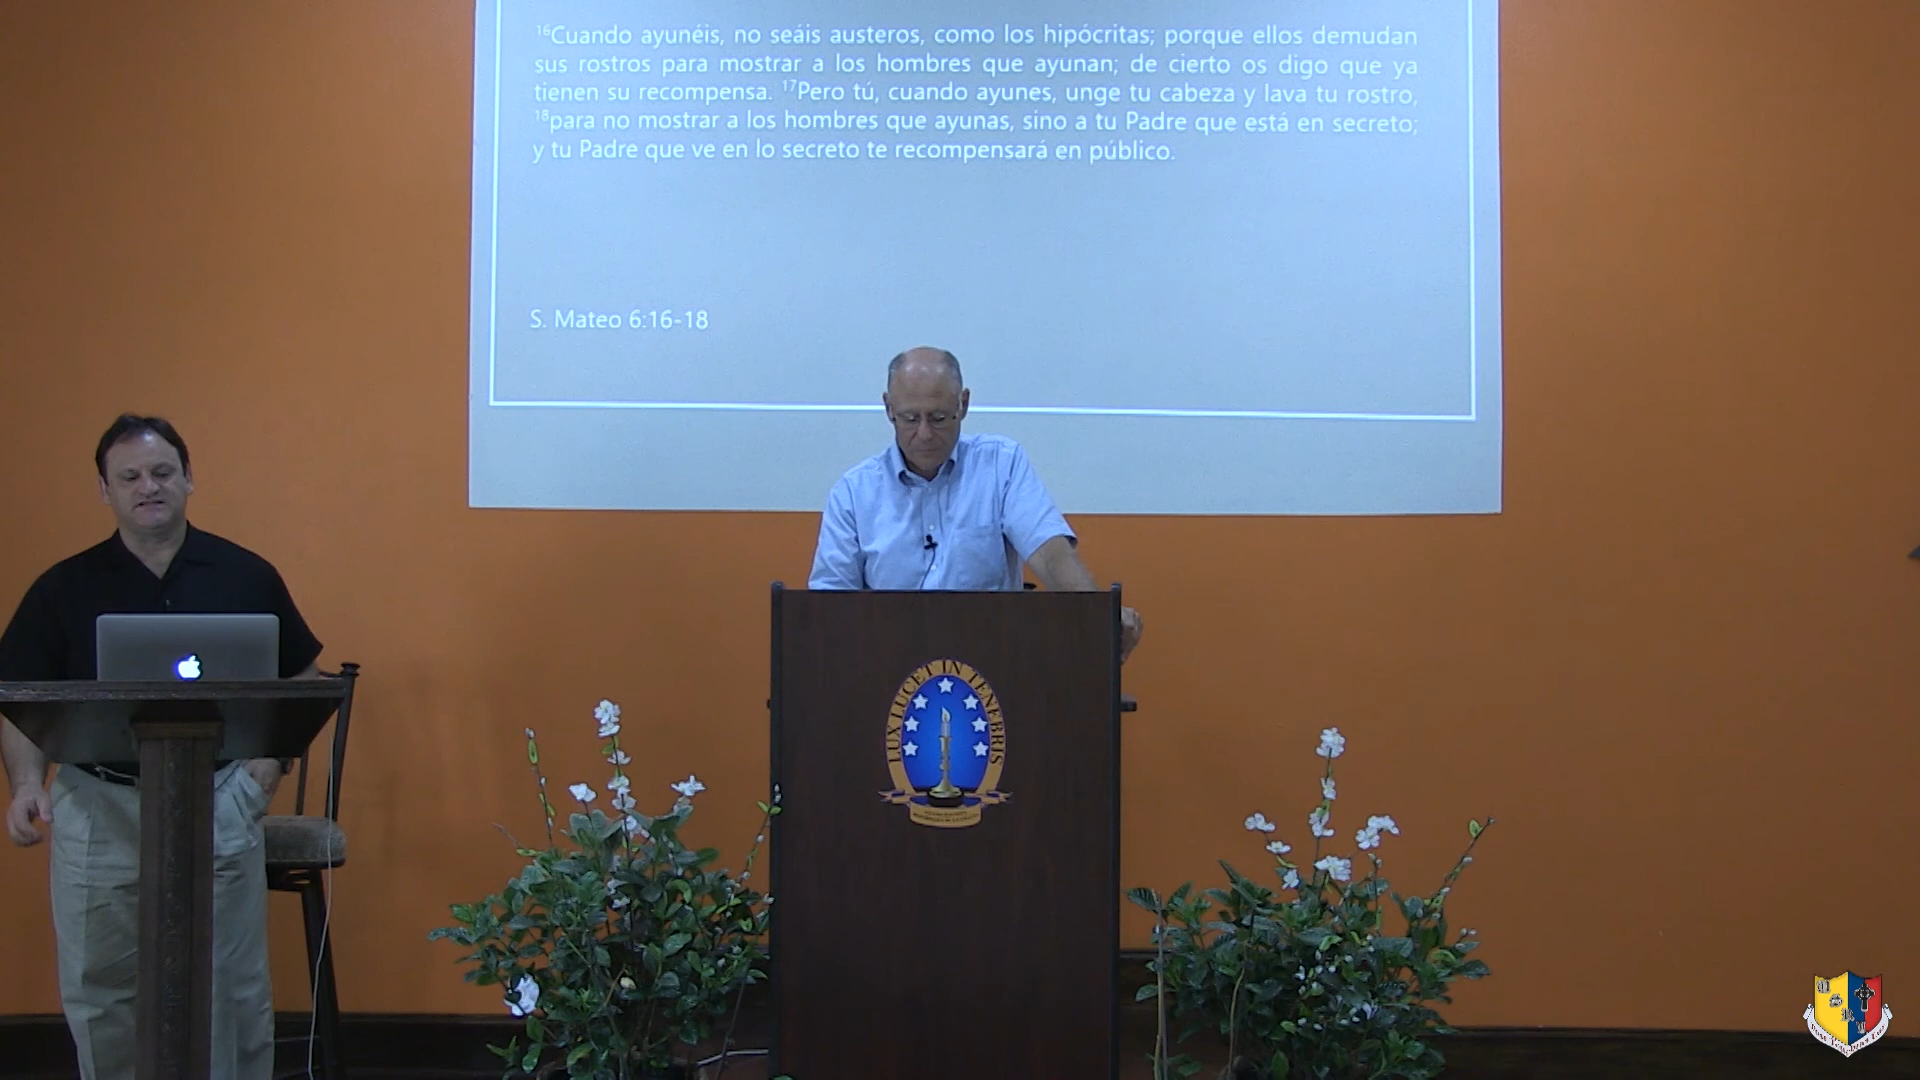 ¹⁶Cuando ayunéis, no seáis austeros, como los hipócritas; porque ellos demudan
sus rostros para mostrar a los hombres que ayunan; de cierto os digo que ya
tienen su recompensa. ¹⁷Pero tú, cuando ayunes, unge tu cabeza y lava tu rostro,
¹⁸para no mostrar a los hombres que ayunas, sino a tu Padre que está en secreto;
y tu Padre que ve en lo secreto te recompensará en público.
S. Mateo 6:16-18
LUX LUCET IN TENEBRIS